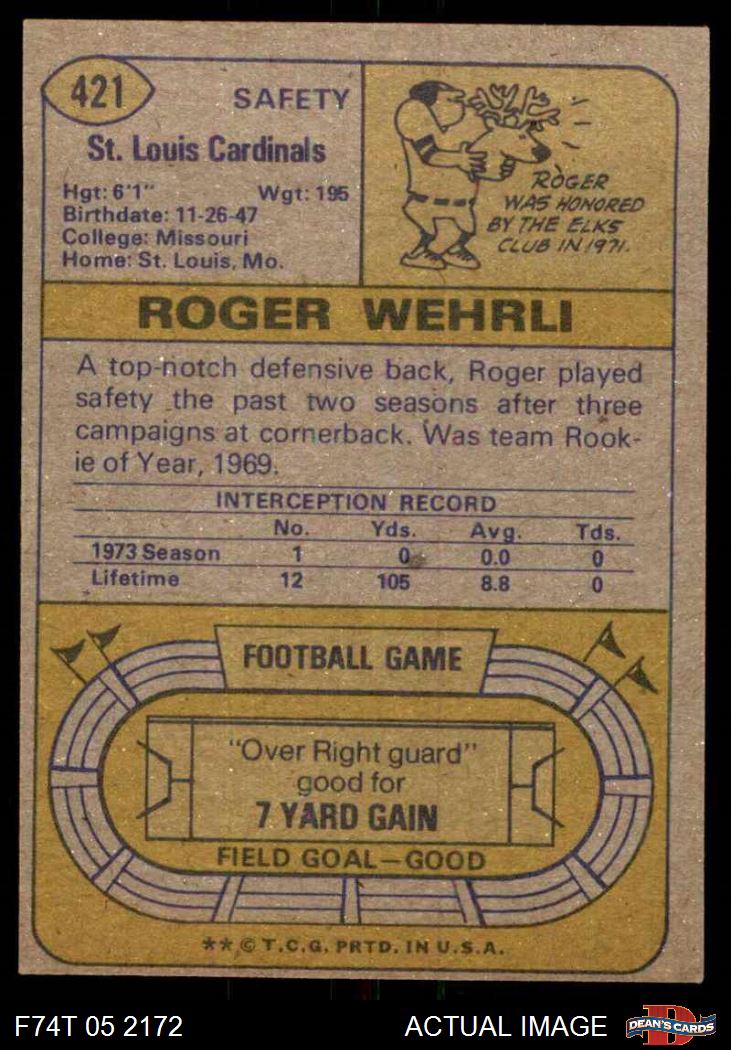 421
SAFETY
St. Louis Cardinals
Hgt: 6'1" Wgt: 195
Birthdate: 11-26-47
College: Missouri
Home: St. Louis, Mo.
ROGER
WAS HONORED
BY THE ELKS
CLUB IN 1971.
ROGER WEHRLI
A top-notch defensive back, Roger played
safety the past two seasons after three
campaigns at cornerback. Was team Rook-
ie of Year, 1969.
INTERCEPTION RECORD
No. Yds. Avg. Tds.
1973 Season 1 0 0.0 0
Lifetime 12 105 8.8 0
FOOTBALL GAME
"Over Right guard"
good for
7 YARD GAIN
FIELD GOAL—GOOD
**© T.C.G. PRTD. IN U.S.A.
F74T 05 2172 ACTUAL IMAGE
DEAN'S CARDS